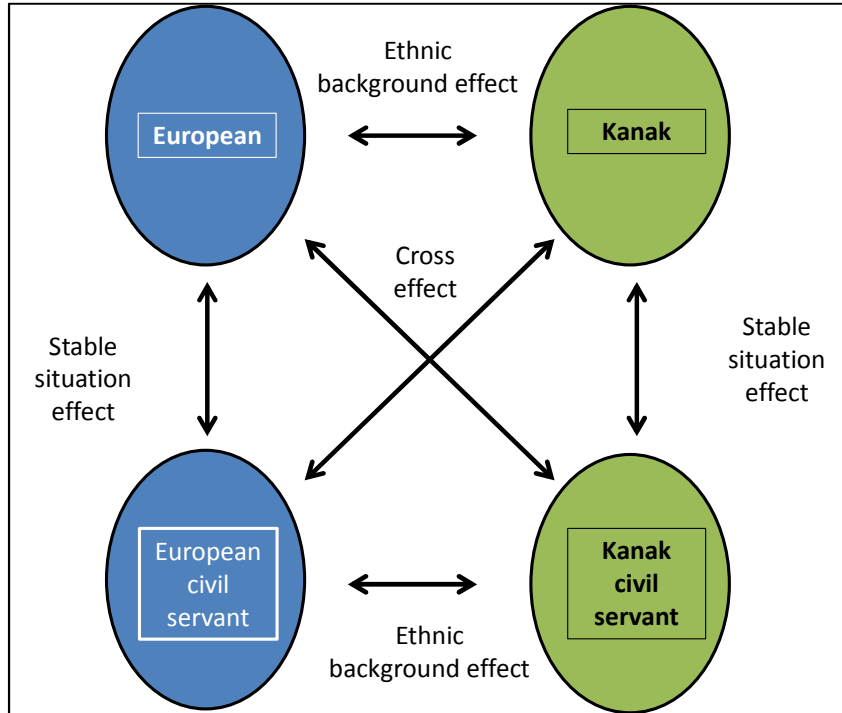 Ethnic
background effect
European
Kanak
Cross
effect
Stable
situation
effect
Stable
situation
effect
European
civil
servant
Kanak
civil
servant
Ethnic
background effect